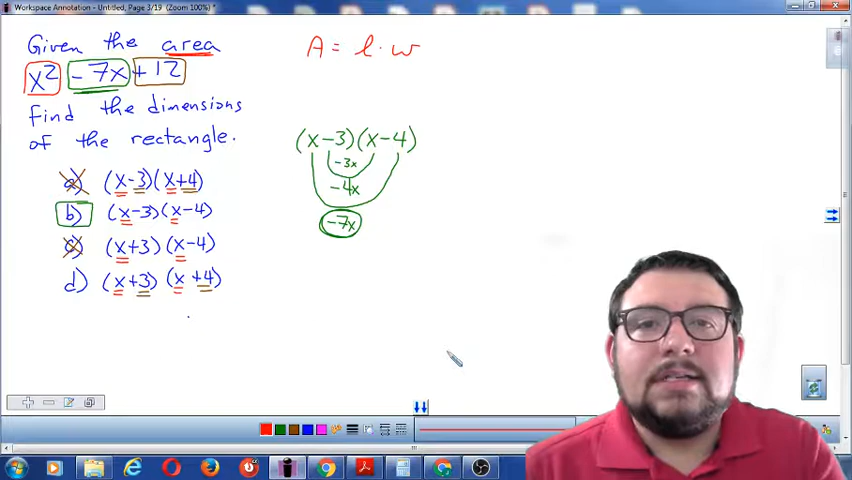 Workspace Annotation - Untitled, Page 3/19 (Zoom 100%) *
Given the area
x² - 7x + 12
Find the dimensions
of the rectangle.
a) (x-3)(x+4)
b) (x-3)(x-4)
c) (x+3)(x-4)
d) (x+3)(x+4)
A = l · w
(x-3)(x-4)
-3x
-4x
-7x